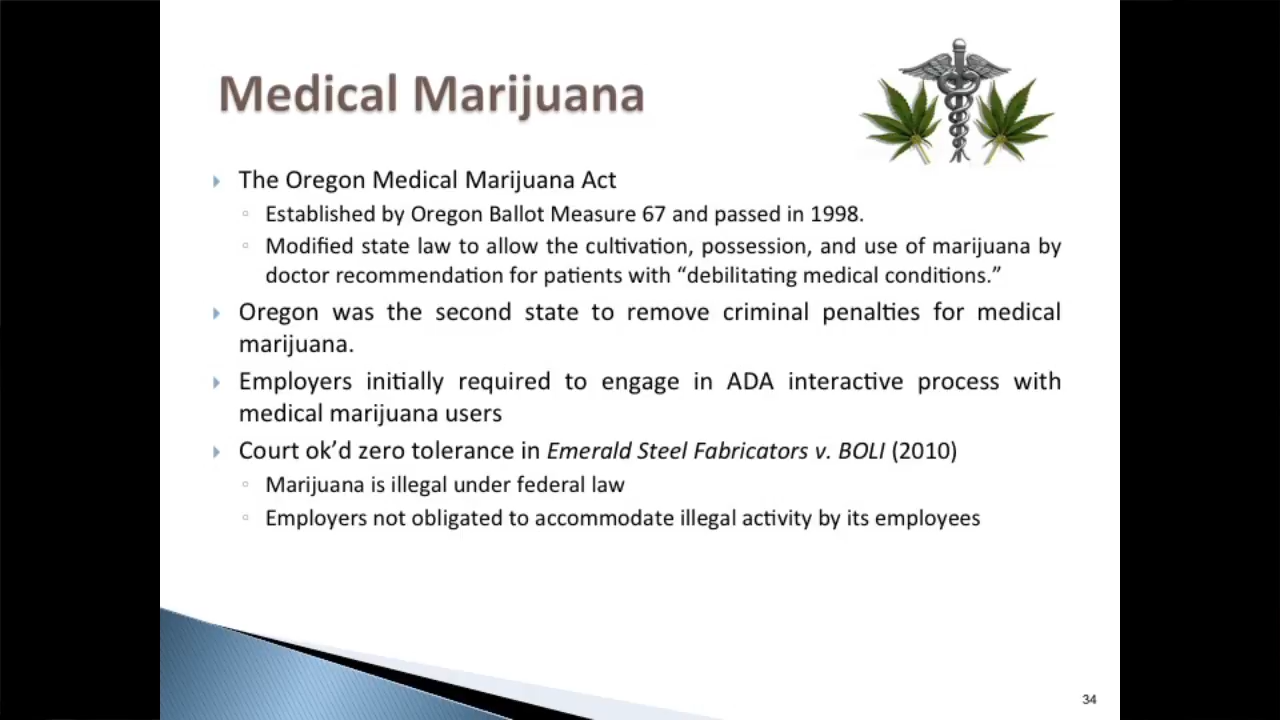 Medical Marijuana
The Oregon Medical Marijuana Act
Established by Oregon Ballot Measure 67 and passed in 1998.
Modified state law to allow the cultivation, possession, and use of marijuana by
doctor recommendation for patients with “debilitating medical conditions.”
Oregon was the second state to remove criminal penalties for medical
marijuana.
Employers initially required to engage in ADA interactive process with
medical marijuana users
Court ok’d zero tolerance in Emerald Steel Fabricators v. BOLI (2010)
Marijuana is illegal under federal law
Employers not obligated to accommodate illegal activity by its employees
34